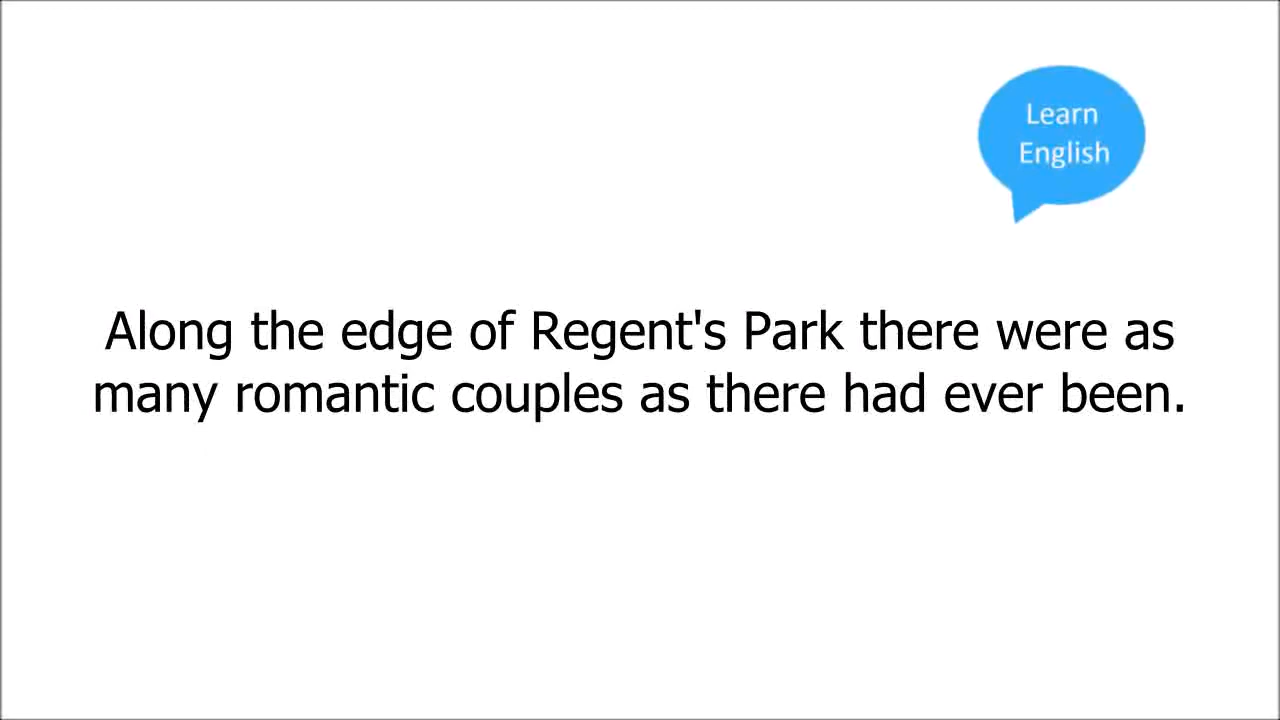 Learn
English
Along the edge of Regent's Park there were as
many romantic couples as there had ever been.